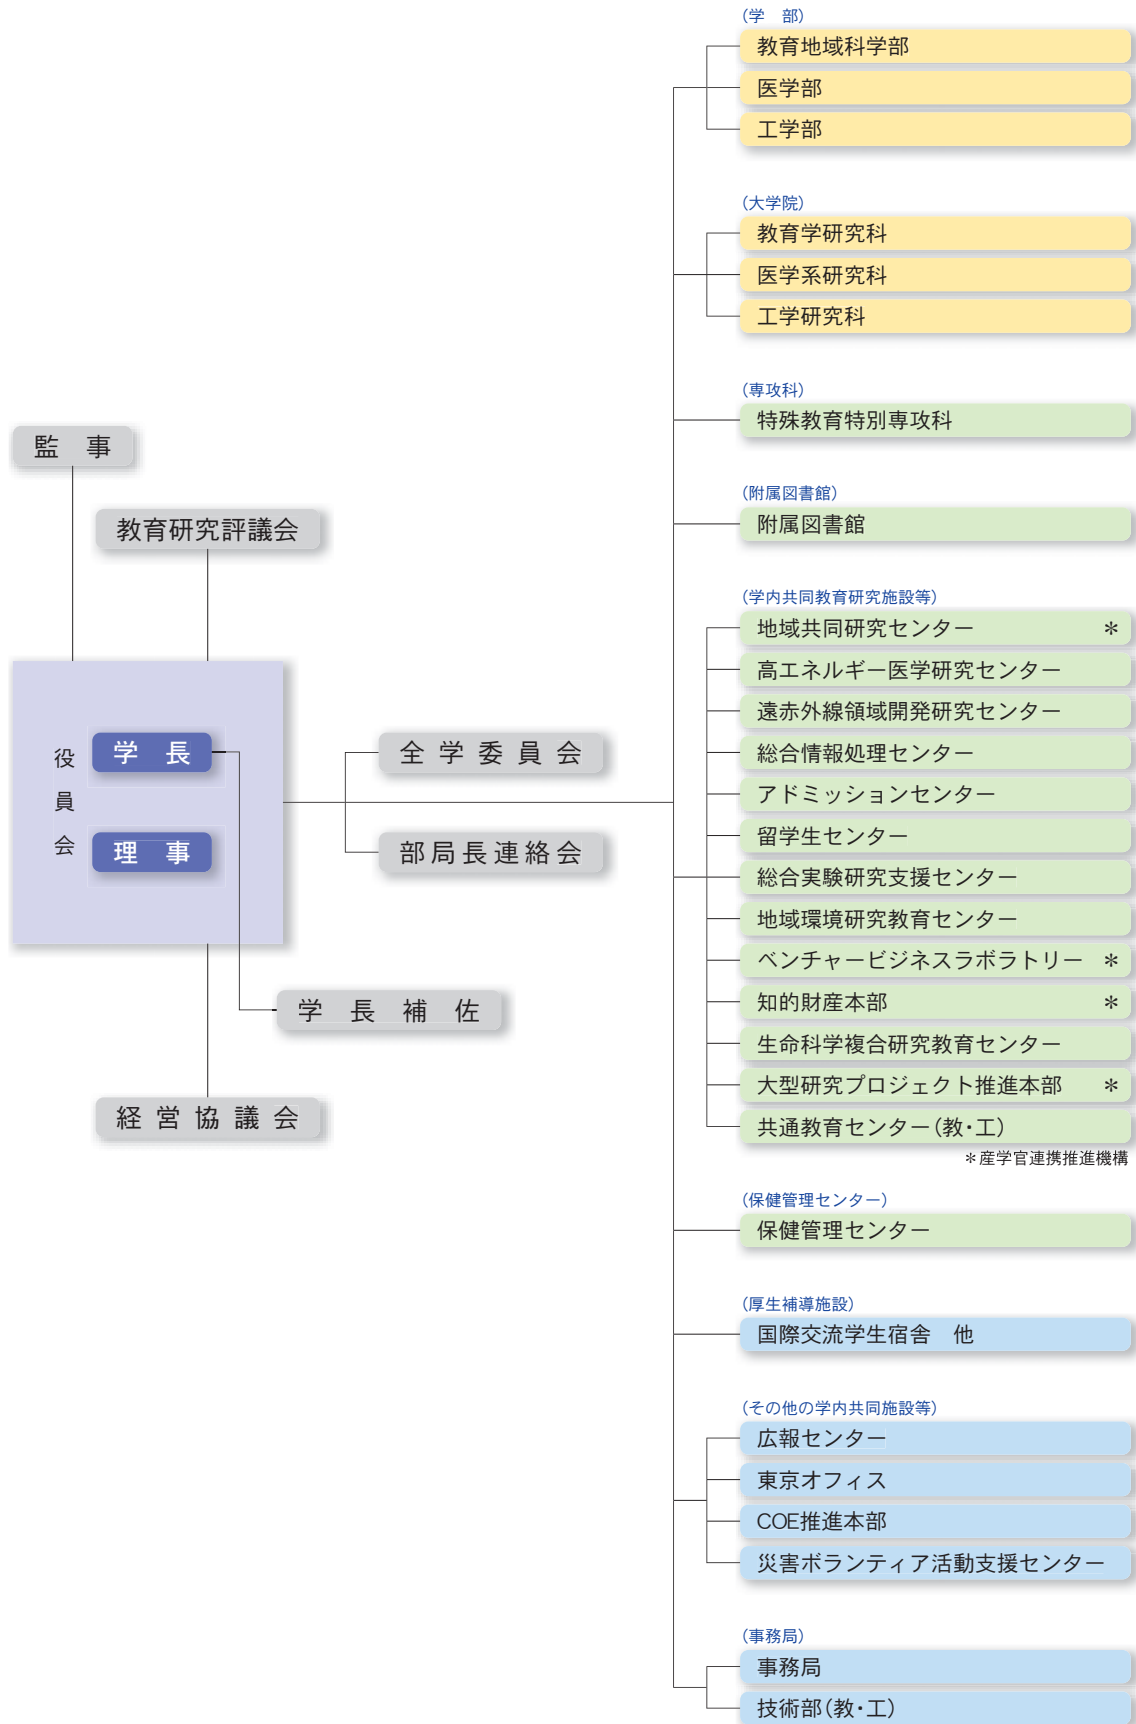 監　事
教育研究評議会
役員会
学　長
理　事
全学委員会
部局長連絡会
学　長　補　佐
経営協議会
(学　部)
教育地域科学部
医学部
工学部
(大学院)
教育学研究科
医学系研究科
工学研究科
(専攻科)
特殊教育特別専攻科
(附属図書館)
附属図書館
(学内共同教育研究施設等)
地域共同研究センター　＊
高エネルギー医学研究センター
遠赤外線領域開発研究センター
総合情報処理センター
アドミッションセンター
留学生センター
総合実験研究支援センター
地域環境研究教育センター
ベンチャービジネスラボラトリー　＊
知的財産本部　＊
生命科学複合研究教育センター
大型研究プロジェクト推進本部　＊
共通教育センター(教・工)
＊産学官連携推進機構
(保健管理センター)
保健管理センター
(厚生補導施設)
国際交流学生宿舎　他
(その他の学内共同施設等)
広報センター
東京オフィス
COE推進本部
災害ボランティア活動支援センター
(事務局)
事務局
技術部(教・工)